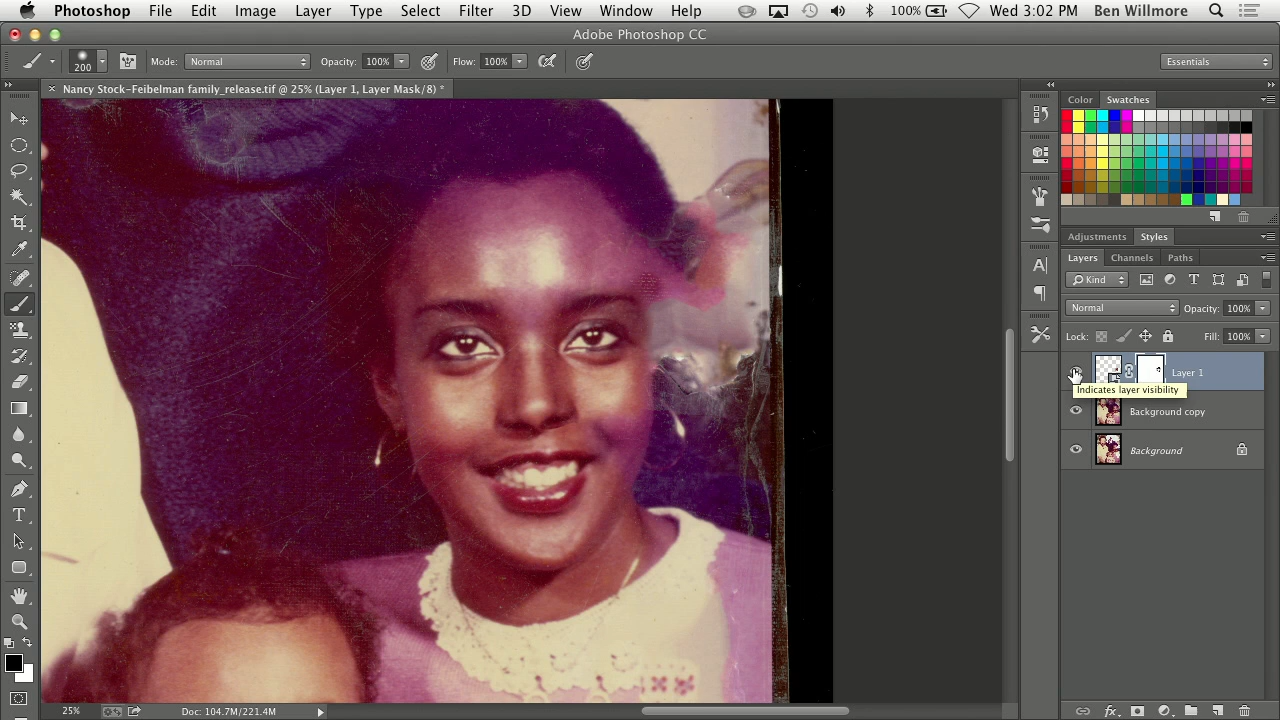 Photoshop File Edit Image Layer Type Select Filter 3D View Window Help 100% Wed 3:02 PM Ben Willmore
Adobe Photoshop CC
200 Mode: Normal Opacity: 100% Flow: 100% Essentials
Nancy Stock-Feibelman family_release.tif @ 25% (Layer 1, Layer Mask/8) *
Color Swatches
Adjustments Styles
Layers Channels Paths
Kind
Normal Opacity: 100%
Lock: Fill: 100%
Layer 1
Indicates layer visibility
Background copy
Background
25% Doc: 104.7M/221.4M